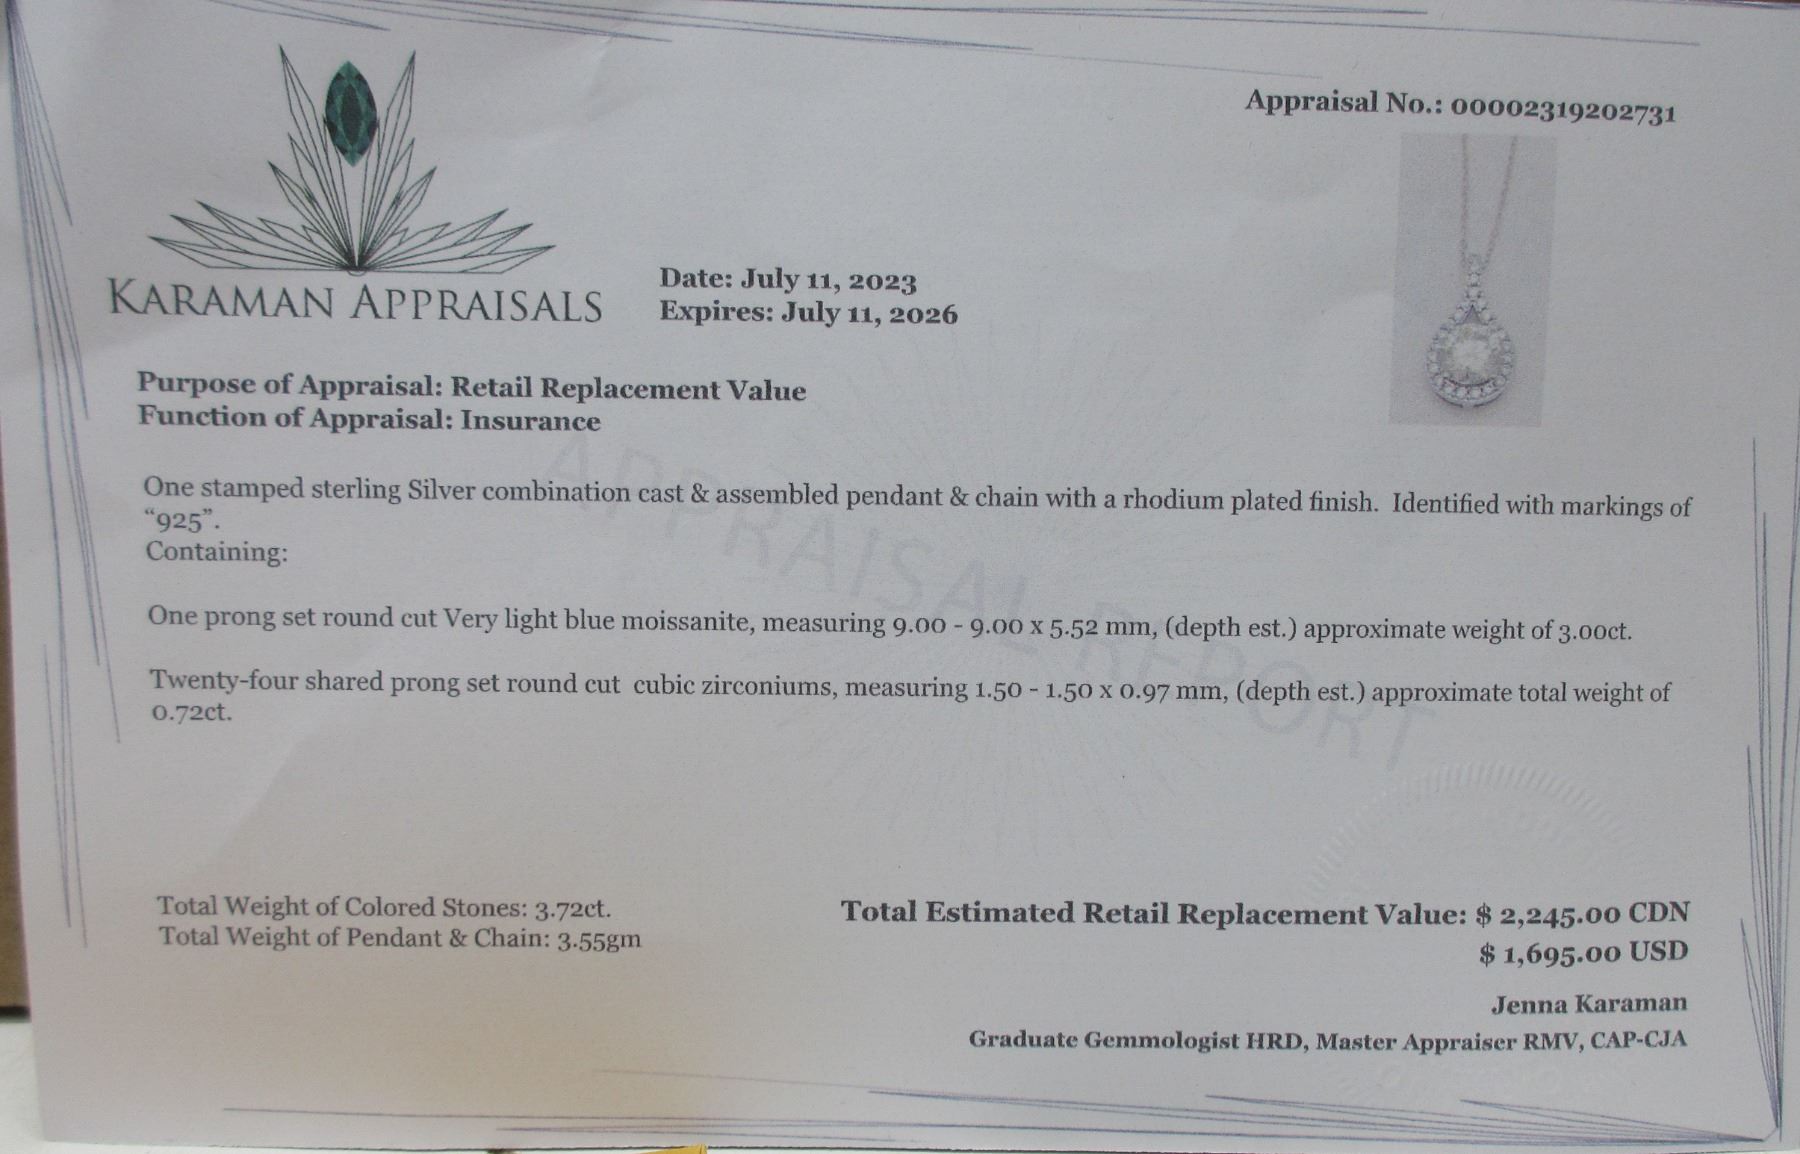 Appraisal No.: 00002319202731
KARAMAN APPRAISALS
Date: July 11, 2023
Expires: July 11, 2026
Purpose of Appraisal: Retail Replacement Value
Function of Appraisal: Insurance
One stamped sterling Silver combination cast & assembled pendant & chain with a rhodium plated finish. Identified with markings of
“925”.
Containing:
One prong set round cut Very light blue moissanite, measuring 9.00 - 9.00 x 5.52 mm, (depth est.) approximate weight of 3.00ct.
Twenty-four shared prong set round cut cubic zirconiums, measuring 1.50 - 1.50 x 0.97 mm, (depth est.) approximate total weight of
0.72ct.
APPRAISAL REPORT
Total Weight of Colored Stones: 3.72ct.
Total Weight of Pendant & Chain: 3.55gm
Total Estimated Retail Replacement Value: $ 2,245.00 CDN
$ 1,695.00 USD
Jenna Karaman
Graduate Gemmologist HRD, Master Appraiser RMV, CAP-CJA